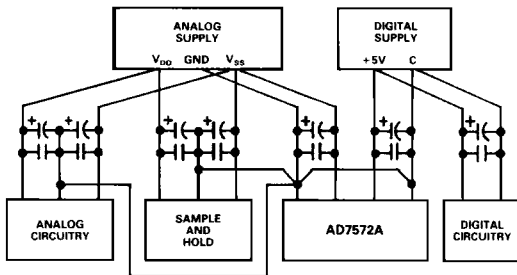 ANALOG
SUPPLY
V_DD GND V_SS
DIGITAL
SUPPLY
+5V C
+ + + + + + +
ANALOG
CIRCUITRY
SAMPLE
AND
HOLD
AD7572A
DIGITAL
CIRCUITRY